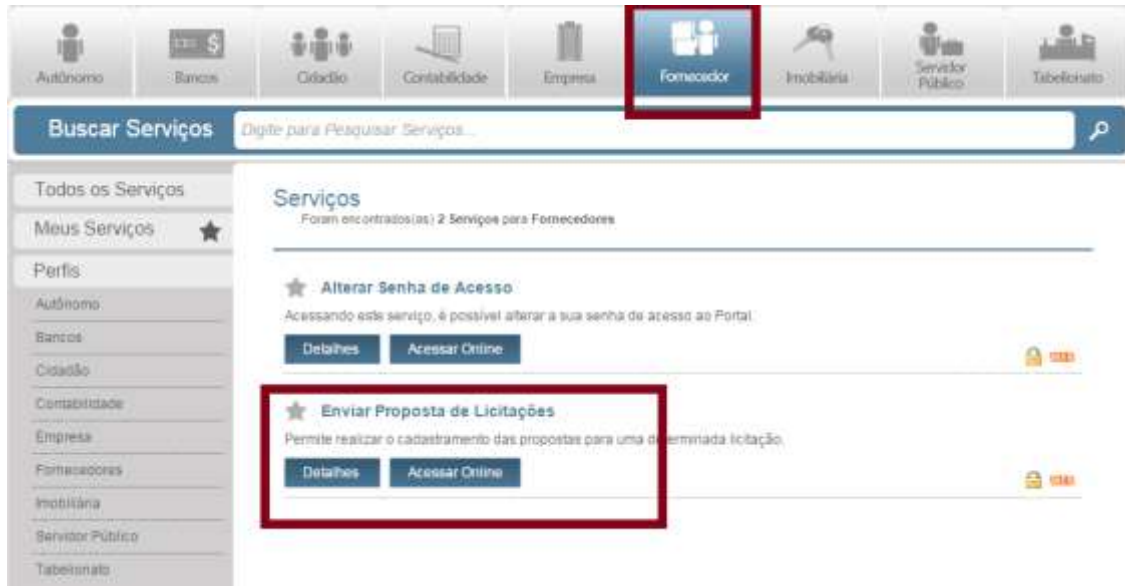 Autônomo
Bancos
Cidadão
Contabilidade
Empresa
Fornecedor
Imobiliária
Servidor
Público
Tabelionato
Buscar Serviços
Digite para Pesquisar Serviços...
Todos os Serviços
Meus Serviços
Perfis
Autônomo
Bancos
Cidadão
Contabilidade
Empresa
Fornecedores
Imobiliária
Servidor Público
Tabelionato
Serviços
Foram encontrados(as) 2 Serviços para Fornecedores
Alterar Senha de Acesso
Acessando este serviço, é possível alterar a sua senha de acesso ao Portal.
Detalhes
Acessar Online
Enviar Proposta de Licitações
Permite realizar o cadastramento das propostas para uma determinada licitação.
Detalhes
Acessar Online